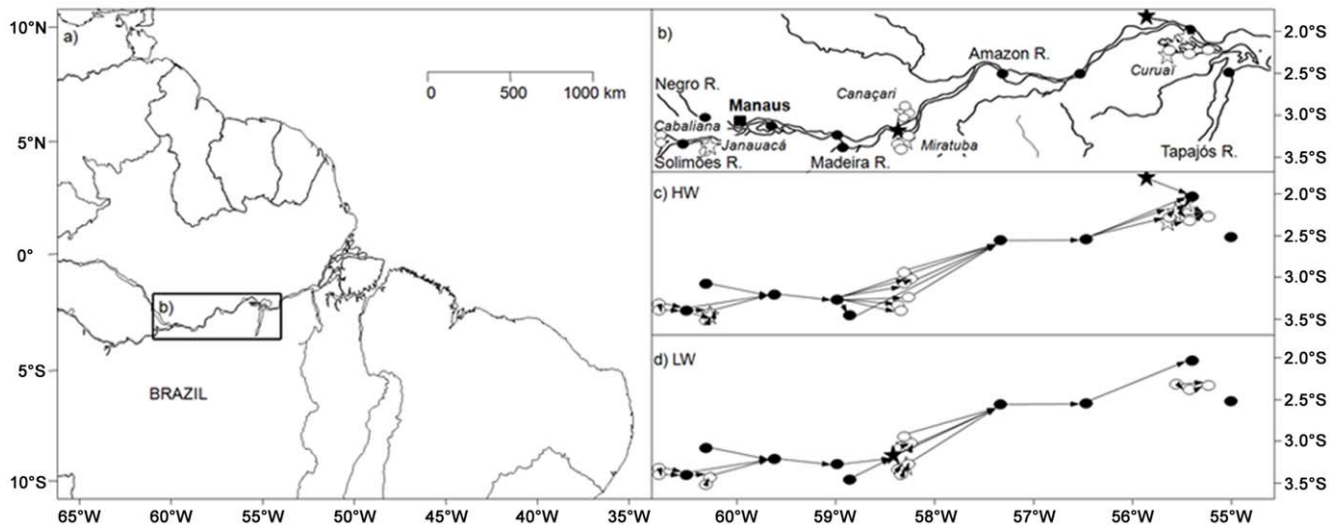 10°N
5°N
0°
5°S
10°S
65°W
60°W
55°W
50°W
45°W
40°W
35°W
a)
0 500 1000 km
b)
BRAZIL
b)
Negro R.
Manaus
Cabaliana
Janauacá
Solimões R.
Madeira R.
Canaçari
Miratuba
Amazon R.
Curuaí
Tapajós R.
2.0°S
2.5°S
3.0°S
3.5°S
c) HW
2.0°S
2.5°S
3.0°S
3.5°S
d) LW
2.0°S
2.5°S
3.0°S
3.5°S
60°W
59°W
58°W
57°W
56°W
55°W